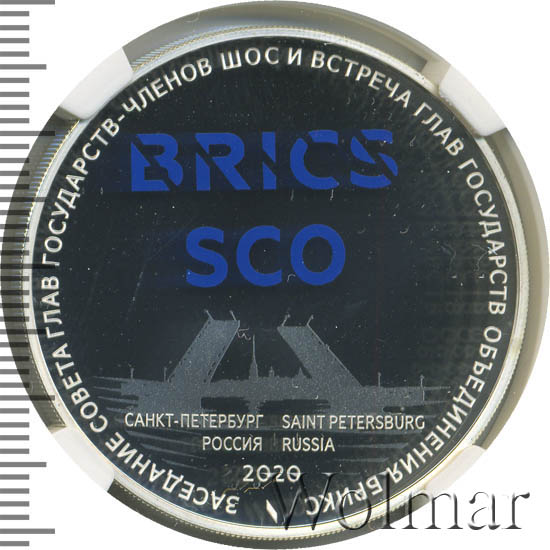 ЗАСЕДАНИЕ СОВЕТА ГЛАВ ГОСУДАРСТВ-ЧЛЕНОВ ШОС И ВСТРЕЧА ГЛАВ ГОСУДАРСТВ ОБЪЕДИНЕНИЯ БРИКС
BRICS
SCO
САНКТ-ПЕТЕРБУРГ SAINT PETERSBURG
РОССИЯ RUSSIA
2020
Wolmar